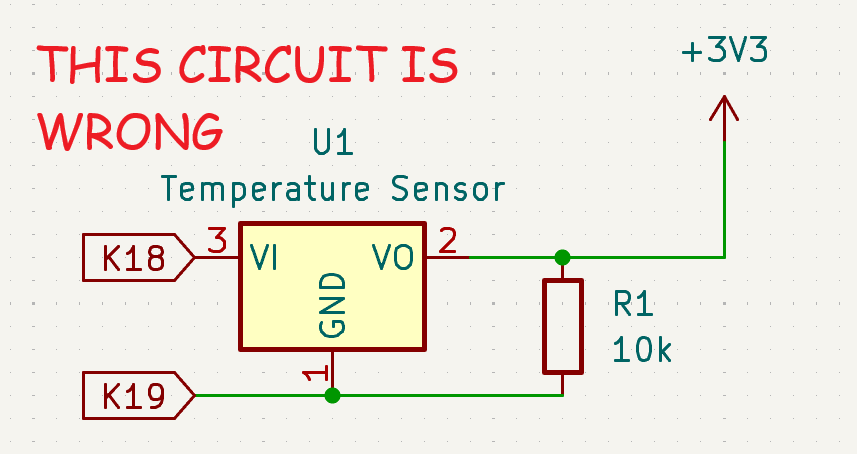 THIS CIRCUIT IS
WRONG
+3V3
U1
Temperature Sensor
K18
3
VI
VO
2
GND
R1
10k
1
K19